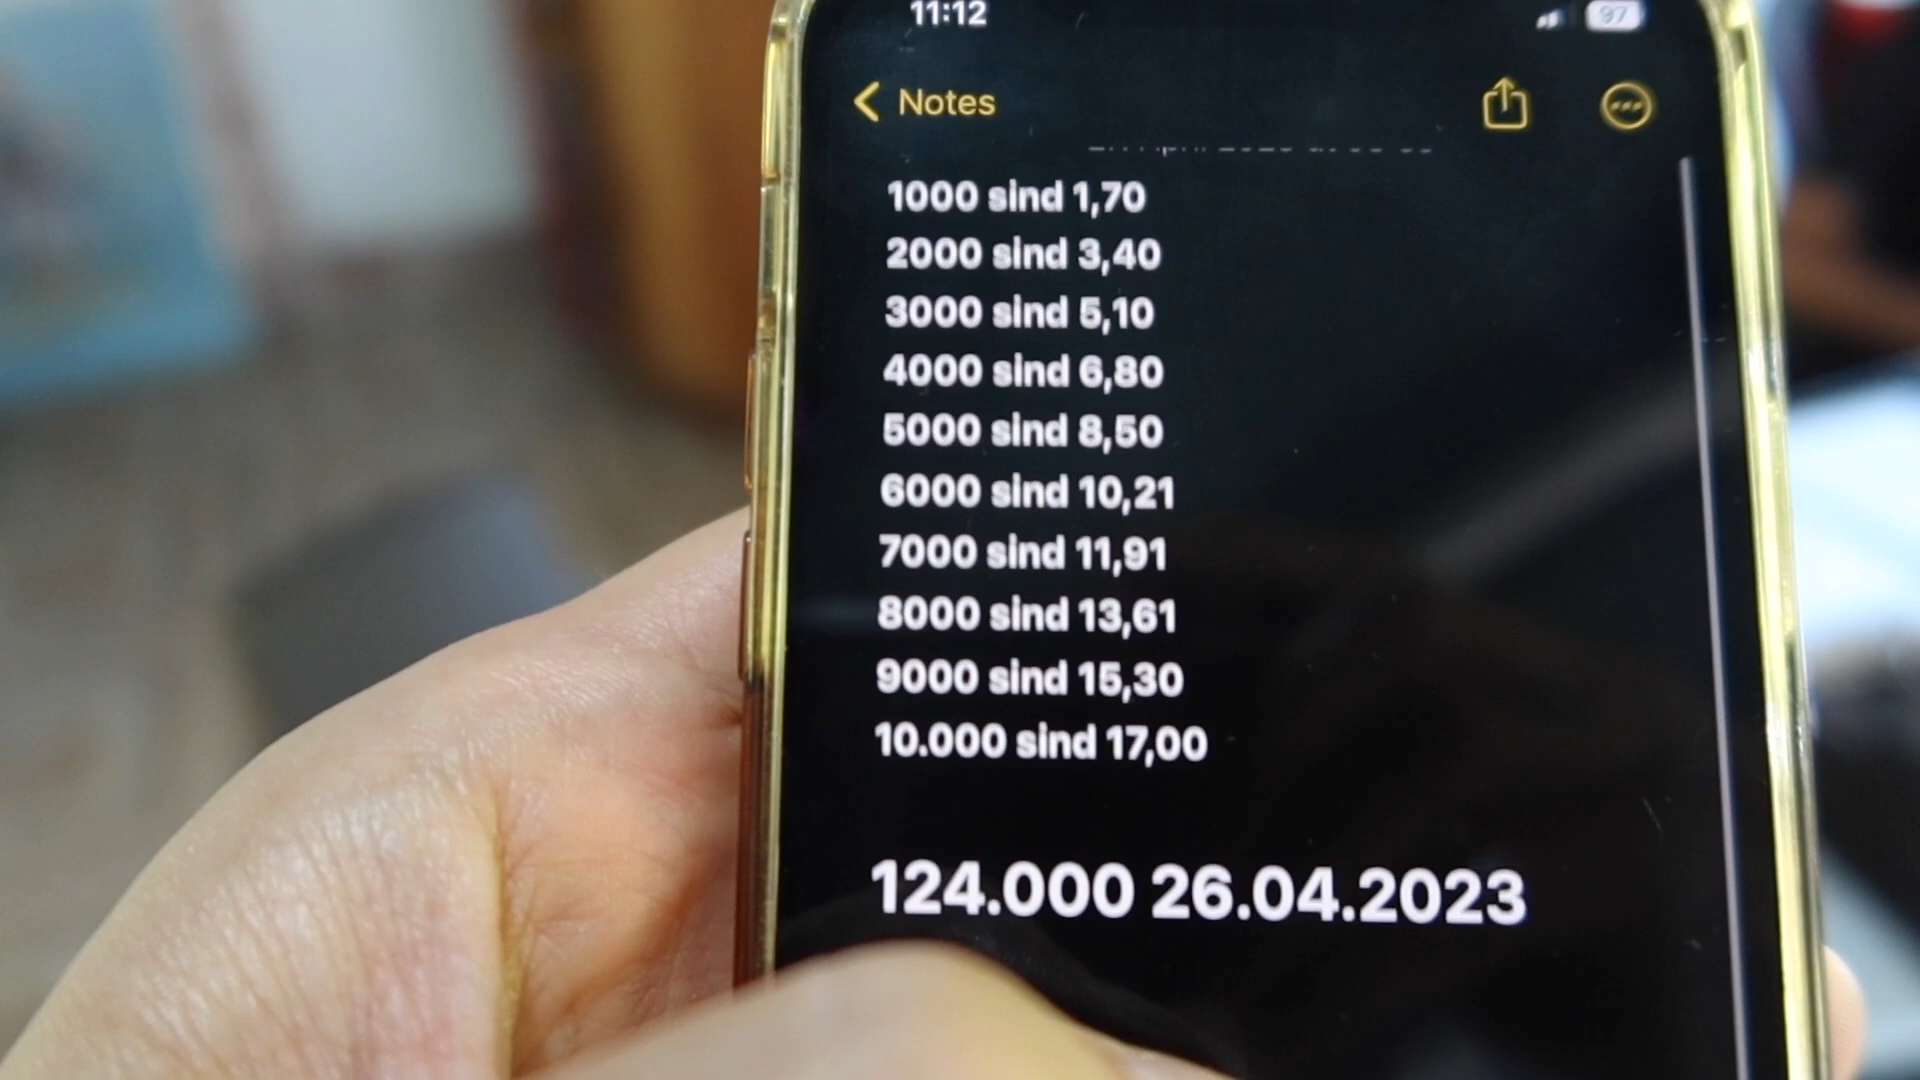 11:12
97
Notes
1000 sind 1,70
2000 sind 3,40
3000 sind 5,10
4000 sind 6,80
5000 sind 8,50
6000 sind 10,21
7000 sind 11,91
8000 sind 13,61
9000 sind 15,30
10.000 sind 17,00
124.000 26.04.2023